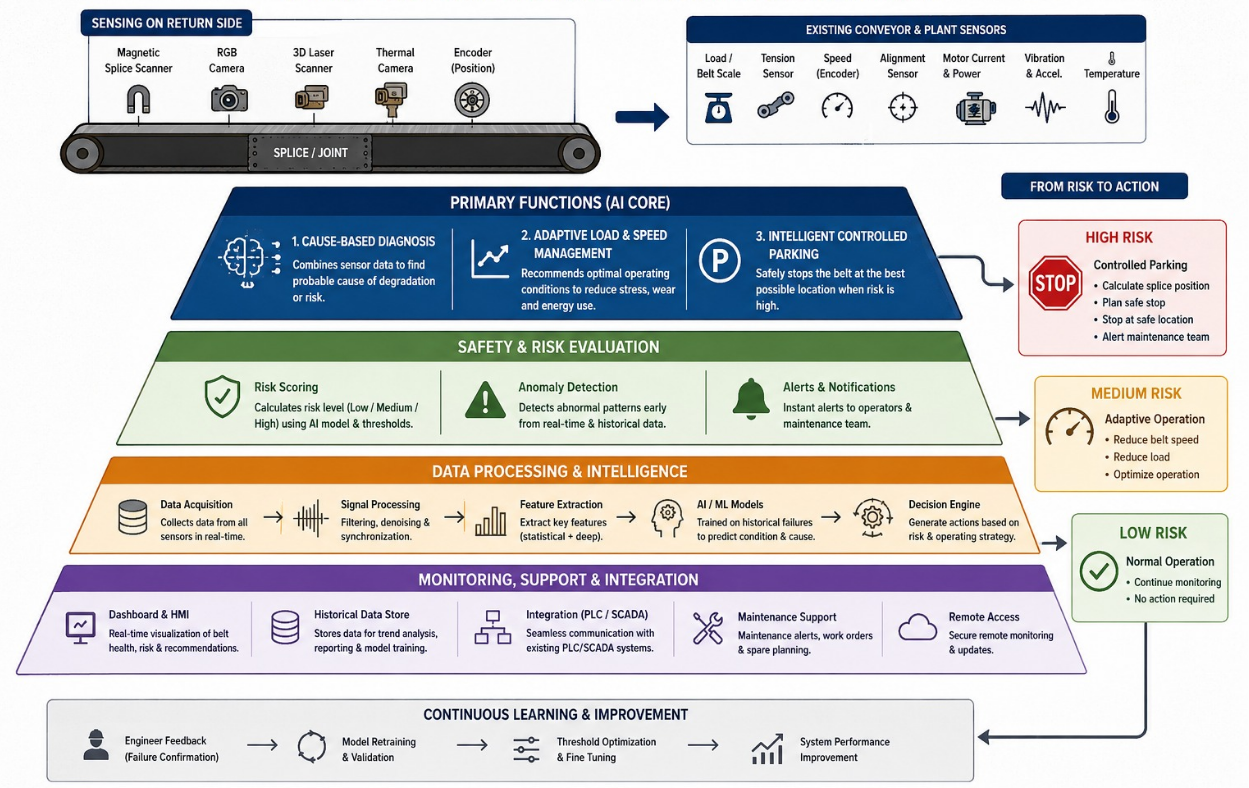 SENSING ON RETURN SIDE
Magnetic
Splice Scanner
RGB
Camera
3D Laser
Scanner
Thermal
Camera
Encoder
(Position)
SPLICE / JOINT
EXISTING CONVEYOR & PLANT SENSORS
Load /
Belt Scale
Tension
Sensor
Speed
(Encoder)
Alignment
Sensor
Motor Current
& Power
Vibration
& Accel.
Temperature
PRIMARY FUNCTIONS (AI CORE)
1. CAUSE-BASED DIAGNOSIS
Combines sensor data to find
probable cause of degradation
or risk.
2. ADAPTIVE LOAD & SPEED
MANAGEMENT
Recommends optimal operating
conditions to reduce stress, wear
and energy use.
P
3. INTELLIGENT CONTROLLED
PARKING
Safely stops the belt at the best
possible location when risk is
high.
FROM RISK TO ACTION
HIGH RISK
STOP
Controlled Parking
• Calculate splice position
• Plan safe stop
• Stop at safe location
• Alert maintenance team
SAFETY & RISK EVALUATION
Risk Scoring
Calculates risk level (Low / Medium /
High) using AI model & thresholds.
Anomaly Detection
Detects abnormal patterns early
from real-time & historical data.
Alerts & Notifications
Instant alerts to operators &
maintenance team.
MEDIUM RISK
Adaptive Operation
• Reduce belt speed
• Reduce load
• Optimize operation
DATA PROCESSING & INTELLIGENCE
Data Acquisition
Collects data from all
sensors in real-time.
Signal Processing
Filtering, denoising &
synchronization.
Feature Extraction
Extract key features
(statistical + deep).
AI / ML Models
Trained on historical failures
to predict condition & cause.
Decision Engine
Generate actions based on
risk & operating strategy.
LOW RISK
Normal Operation
• Continue monitoring
• No action required
MONITORING, SUPPORT & INTEGRATION
Dashboard & HMI
Real-time visualization of belt
health, risk & recommendations.
Historical Data Store
Stores data for trend analysis,
reporting & model training.
Integration (PLC / SCADA)
Seamless communication with
existing PLC/SCADA systems.
Maintenance Support
Maintenance alerts, work orders
& spare planning.
Remote Access
Secure remote monitoring
& updates.
CONTINUOUS LEARNING & IMPROVEMENT
Engineer Feedback
(Failure Confirmation)
Model Retraining
& Validation
Threshold Optimization
& Fine Tuning
System Performance
Improvement